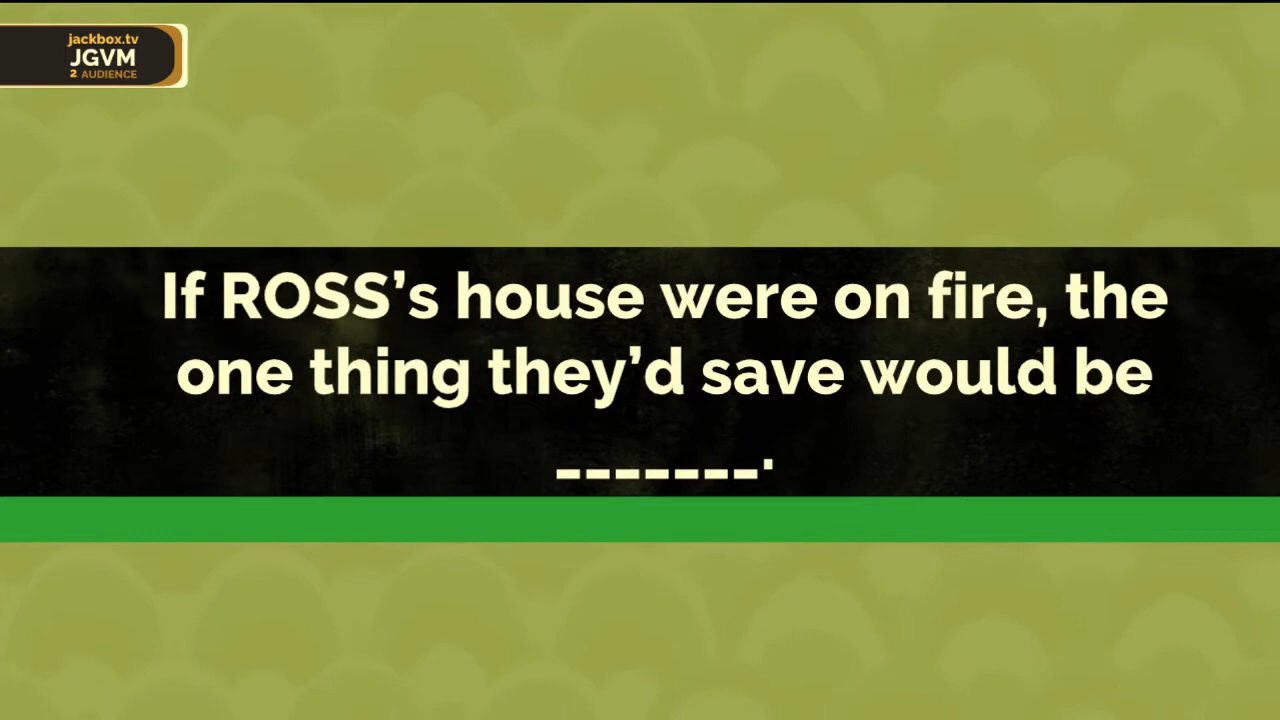 jackbox.tv
JGVM
2 AUDIENCE
If ROSS’s house were on fire, the
one thing they’d save would be
_______.